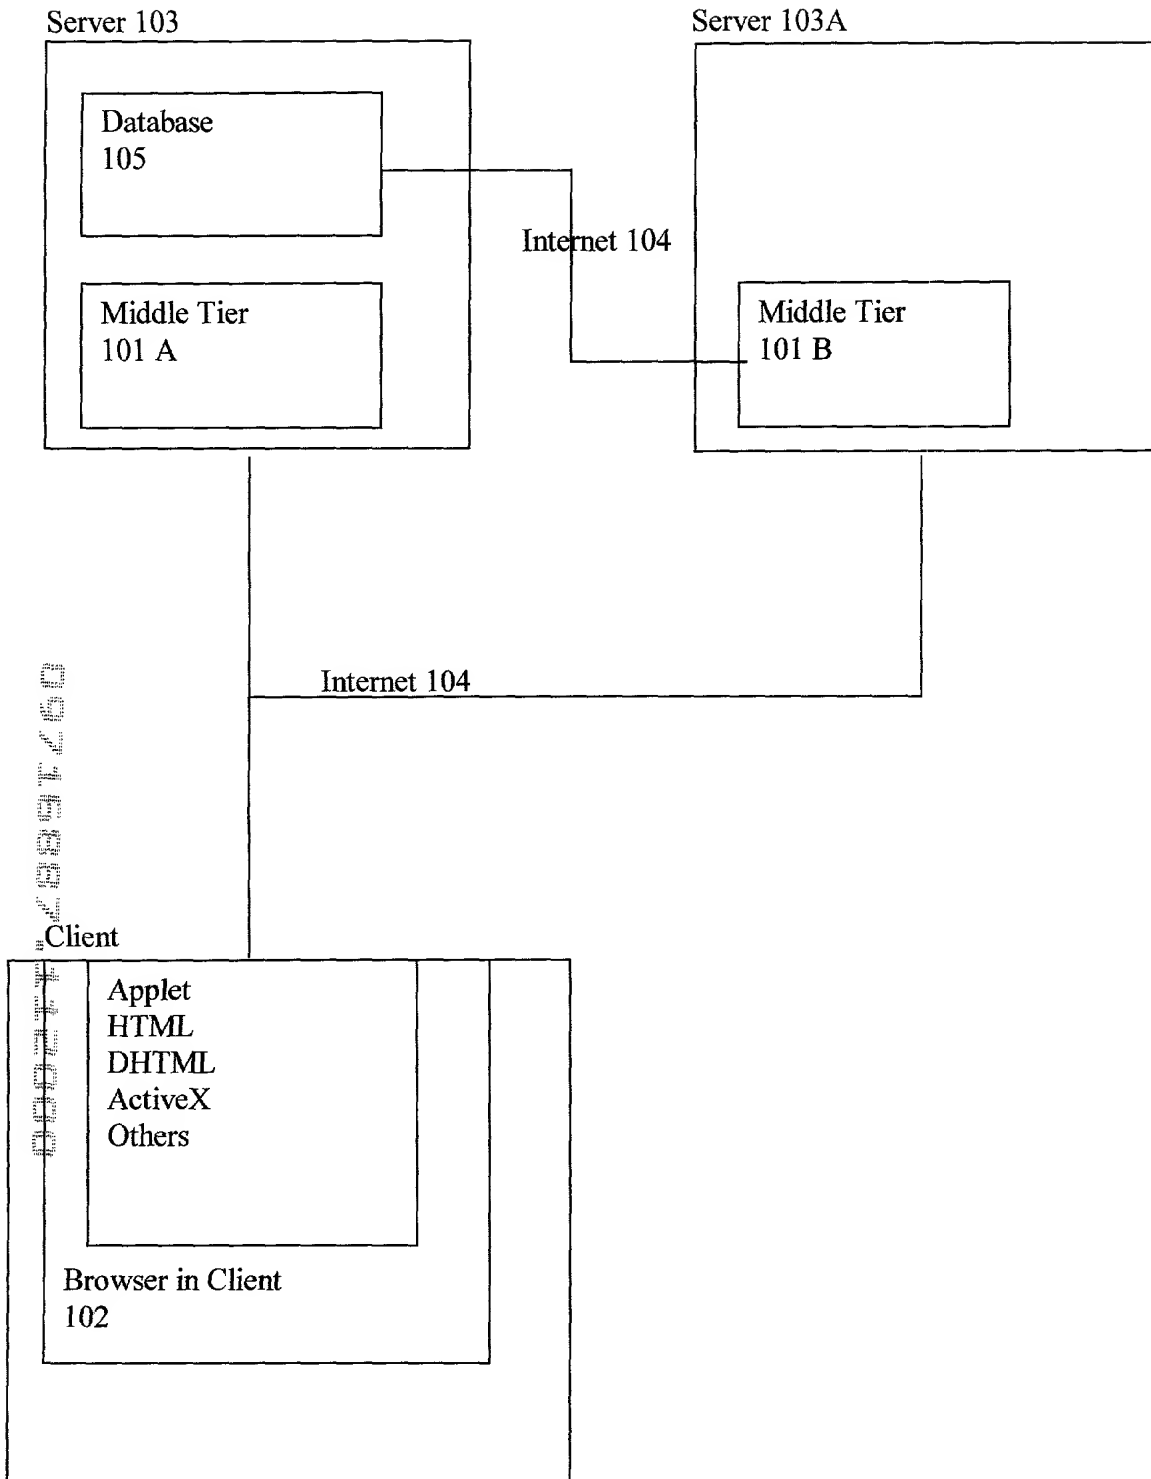 Server 103
Server 103A
Database
105
Internet 104
Middle Tier
101 A
Middle Tier
101 B
Internet 104
Client
Applet
HTML
DHTML
ActiveX
Others
Browser in Client
102